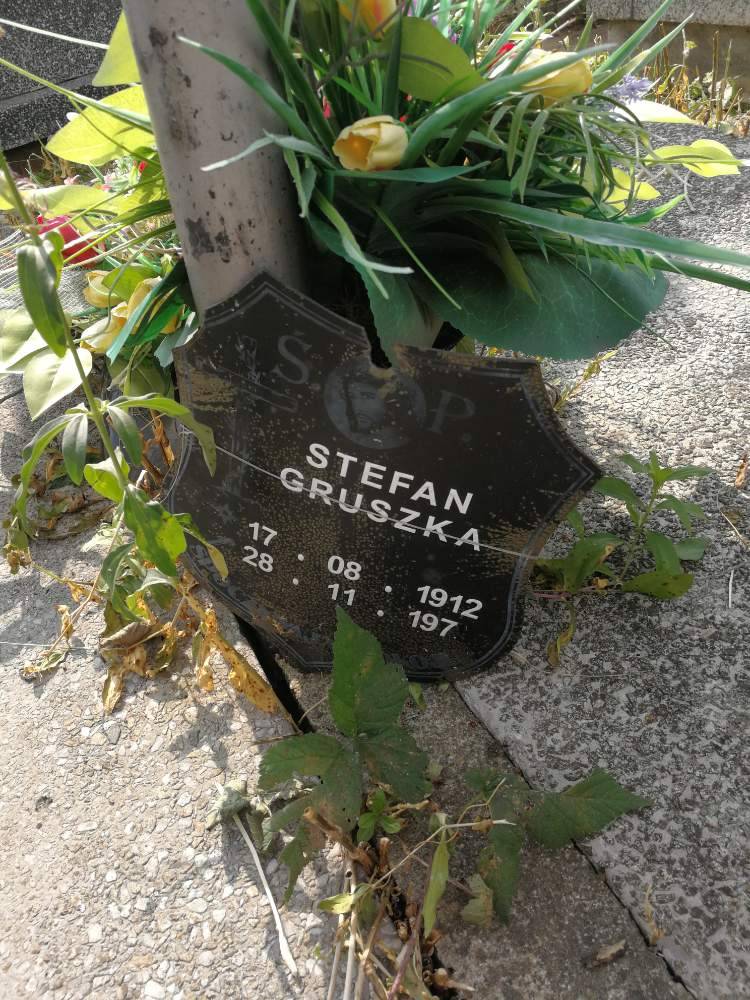 Ś. P.
STEFAN
GRUSZKA
17 . 08 . 1912
28 . 11 . 197